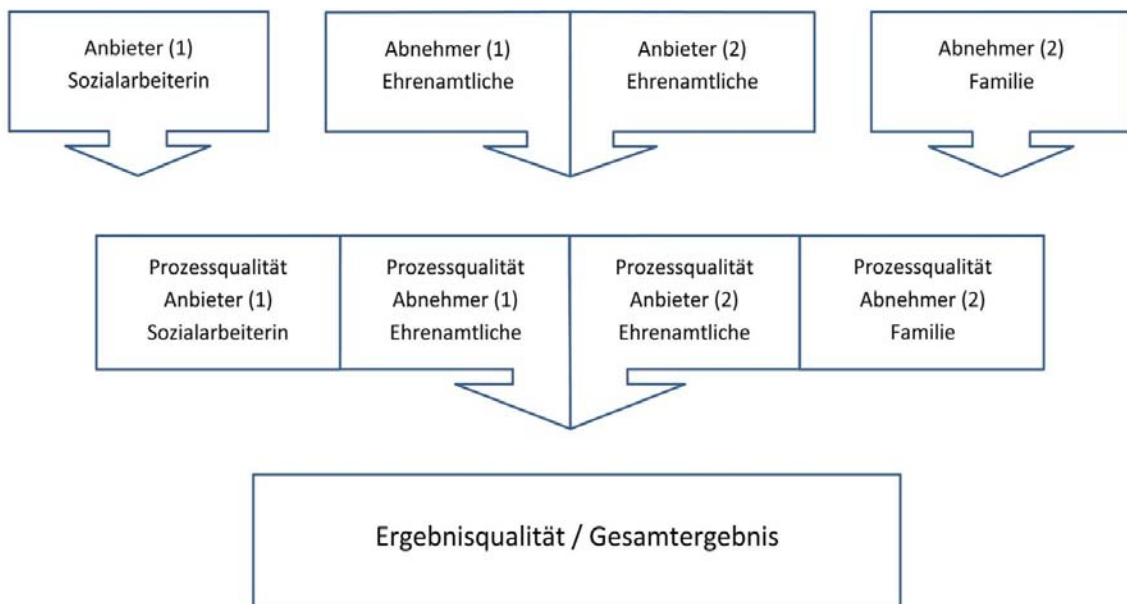 Anbieter (1)
Sozialarbeiterin
Abnehmer (1)
Ehrenamtliche
Anbieter (2)
Ehrenamtliche
Abnehmer (2)
Familie
Prozessqualität
Anbieter (1)
Sozialarbeiterin
Prozessqualität
Abnehmer (1)
Ehrenamtliche
Prozessqualität
Anbieter (2)
Ehrenamtliche
Prozessqualität
Abnehmer (2)
Familie
Ergebnisqualität / Gesamtergebnis